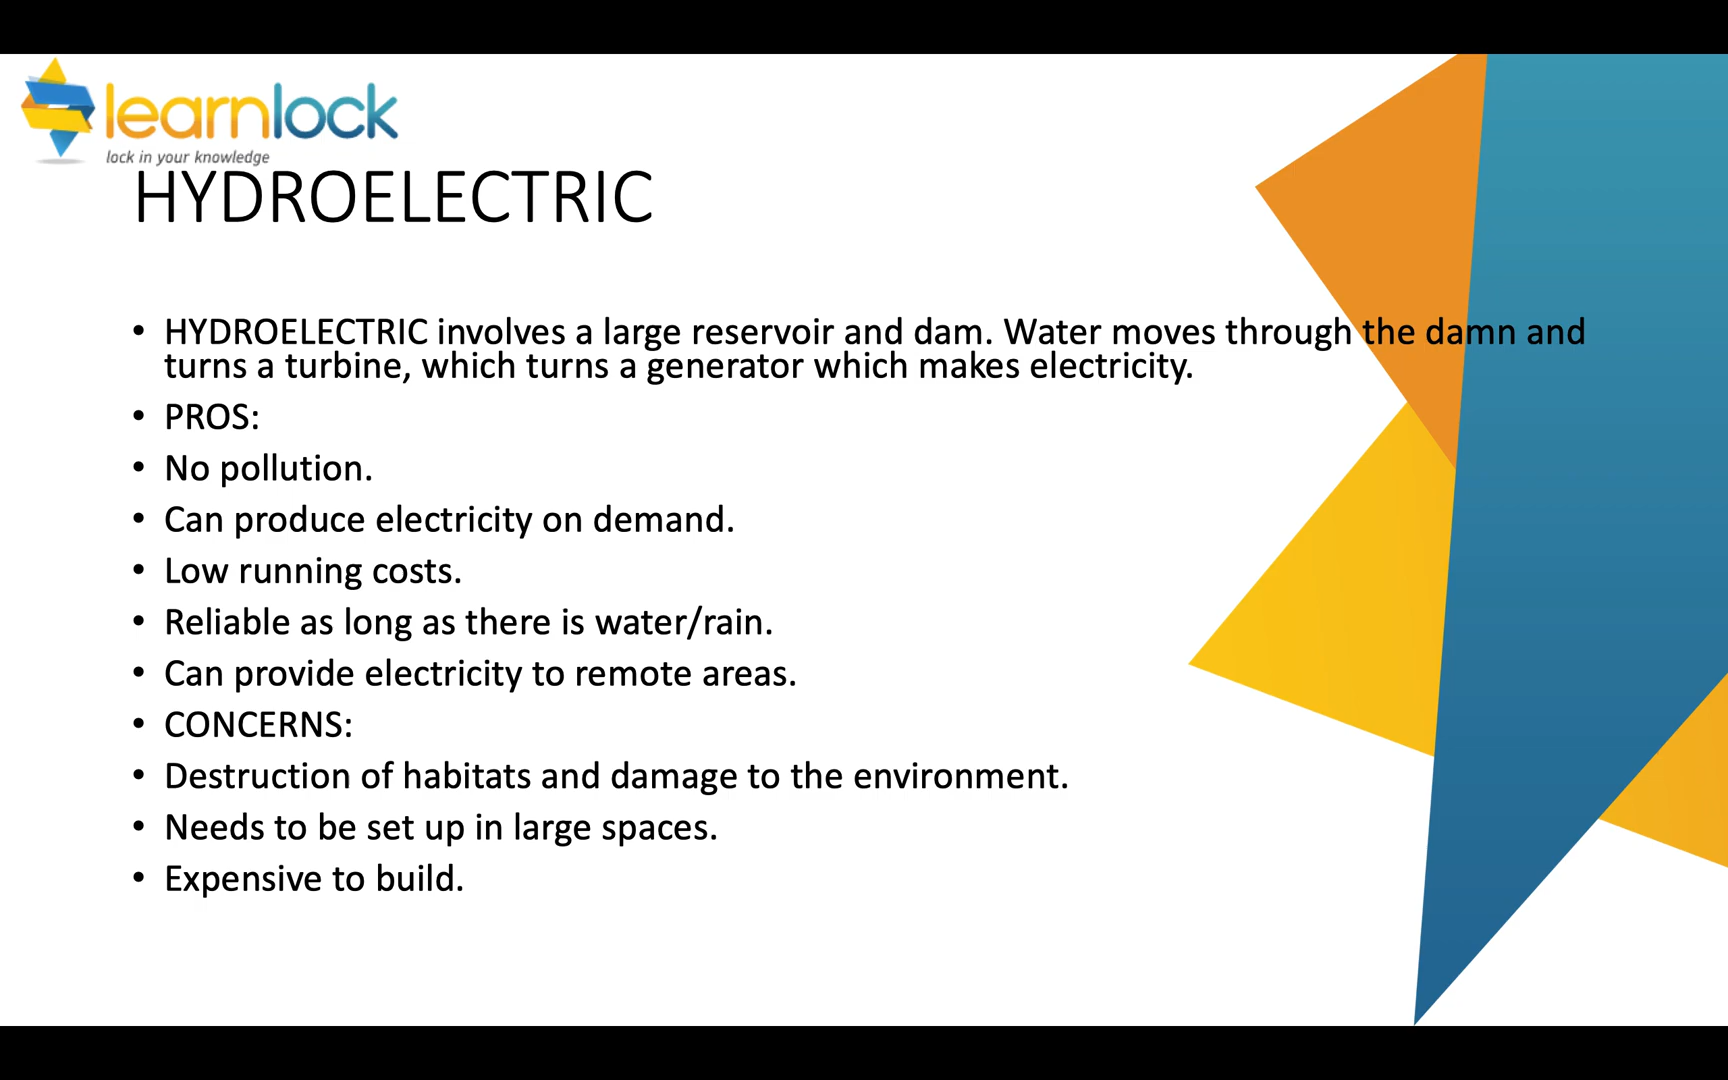 learnlock
lock in your knowledge
HYDROELECTRIC
• HYDROELECTRIC involves a large reservoir and dam. Water moves through the damn and
turns a turbine, which turns a generator which makes electricity.
• PROS:
• No pollution.
• Can produce electricity on demand.
• Low running costs.
• Reliable as long as there is water/rain.
• Can provide electricity to remote areas.
• CONCERNS:
• Destruction of habitats and damage to the environment.
• Needs to be set up in large spaces.
• Expensive to build.